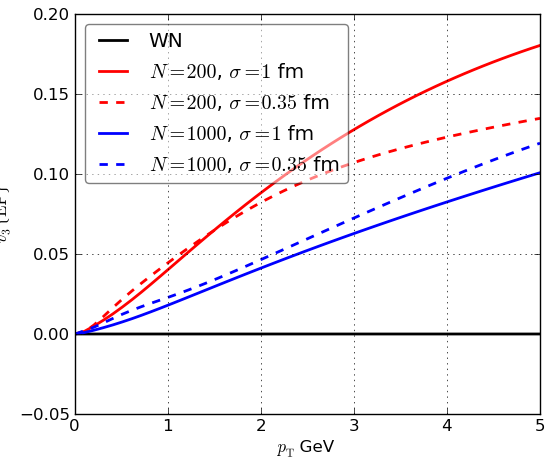 0.20
0.15
0.10
0.05
0.00
−0.05
WN
N=200, σ=1 fm
N=200, σ=0.35 fm
N=1000, σ=1 fm
N=1000, σ=0.35 fm
0 1 2 3 4 5
p_T GeV